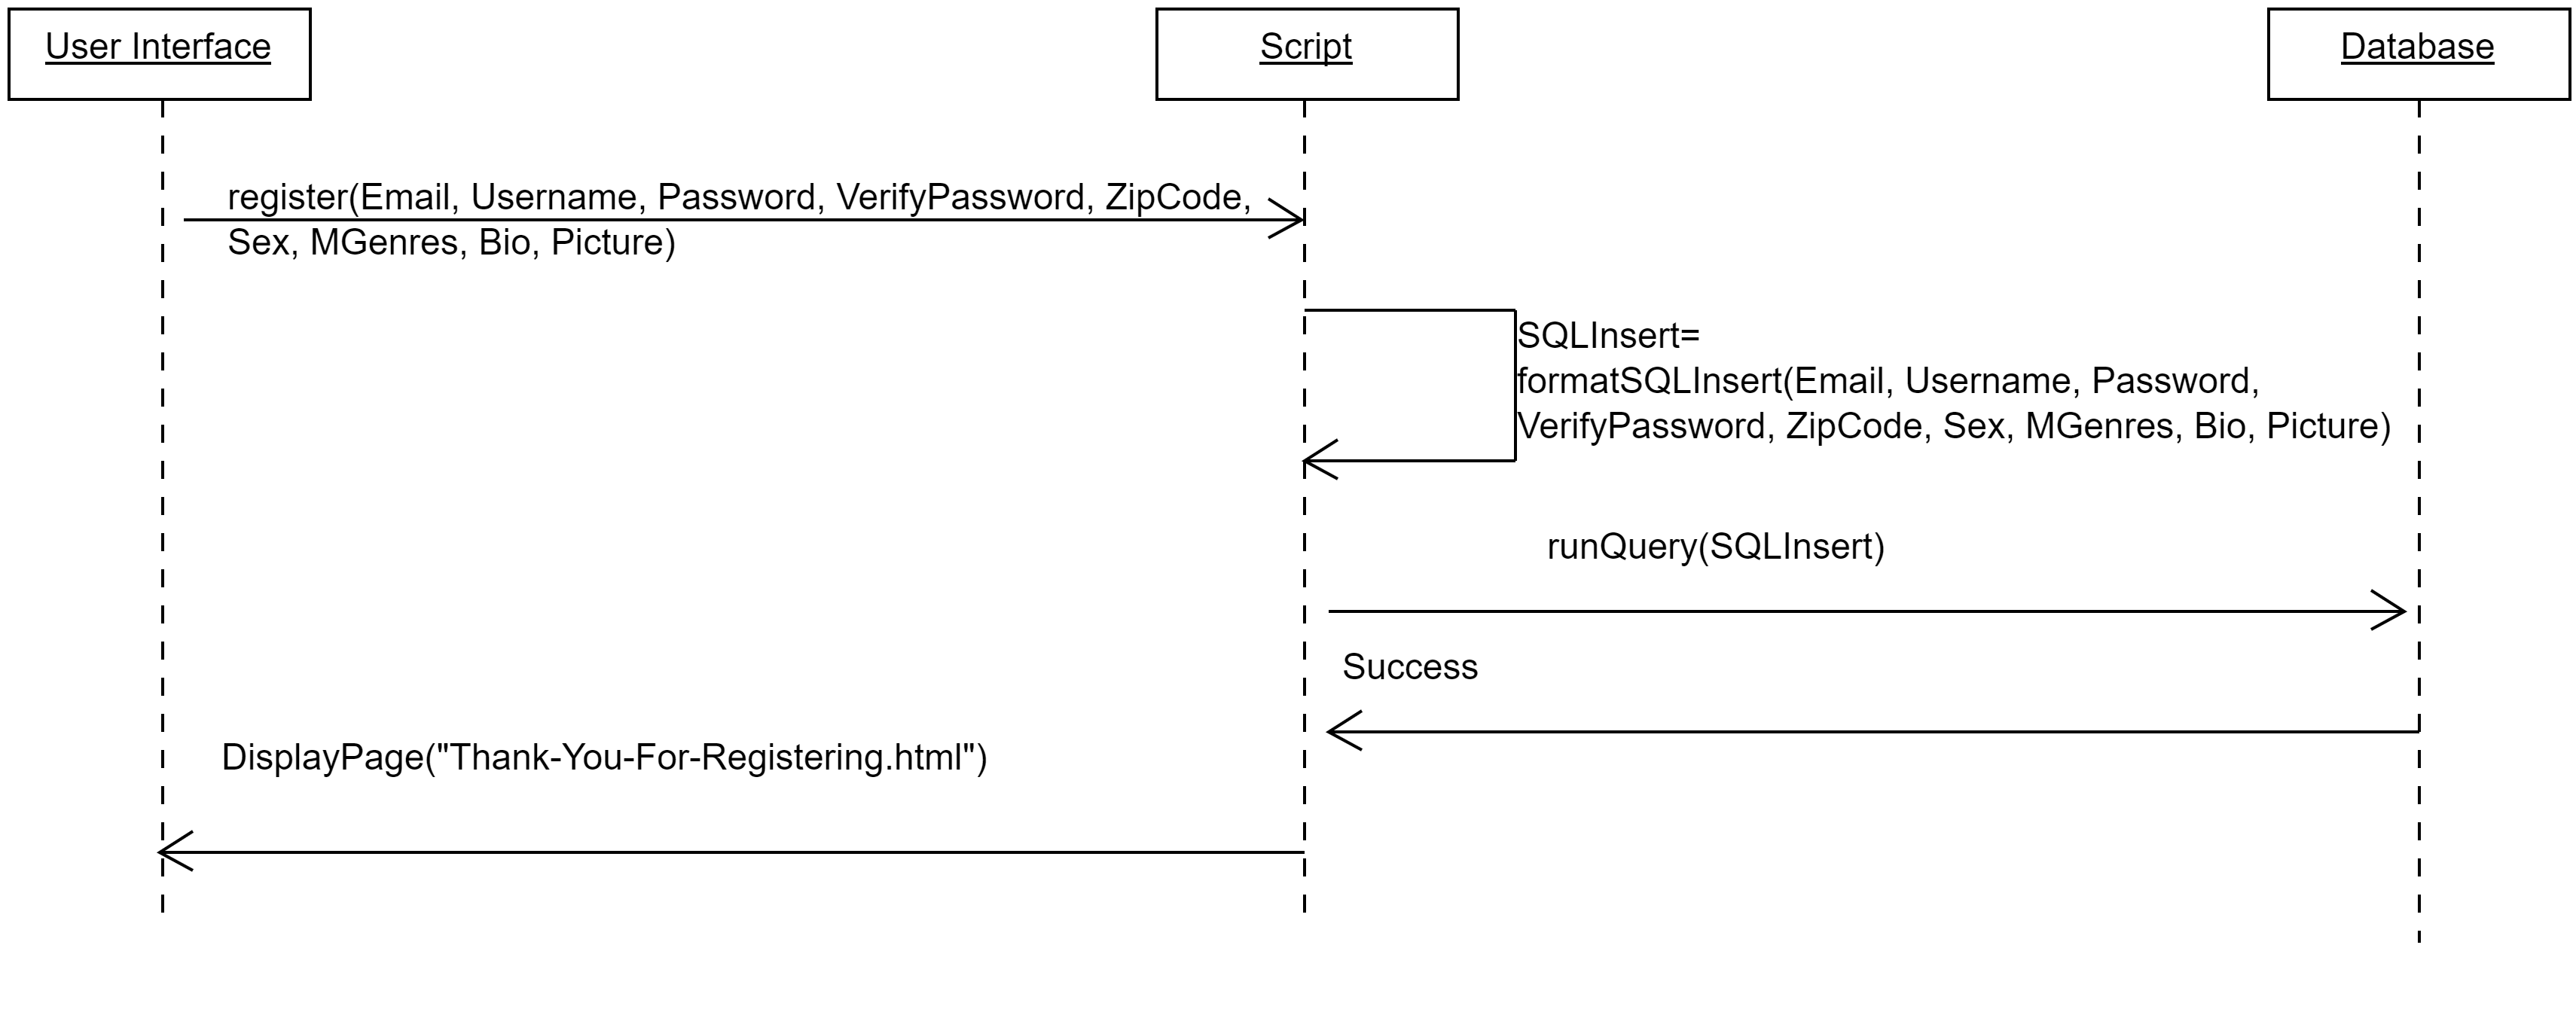 User Interface
Script
Database
register(Email, Username, Password, VerifyPassword, ZipCode,
Sex, MGenres, Bio, Picture)
SQLInsert=
formatSQLInsert(Email, Username, Password,
VerifyPassword, ZipCode, Sex, MGenres, Bio, Picture)
runQuery(SQLInsert)
Success
DisplayPage("Thank-You-For-Registering.html")